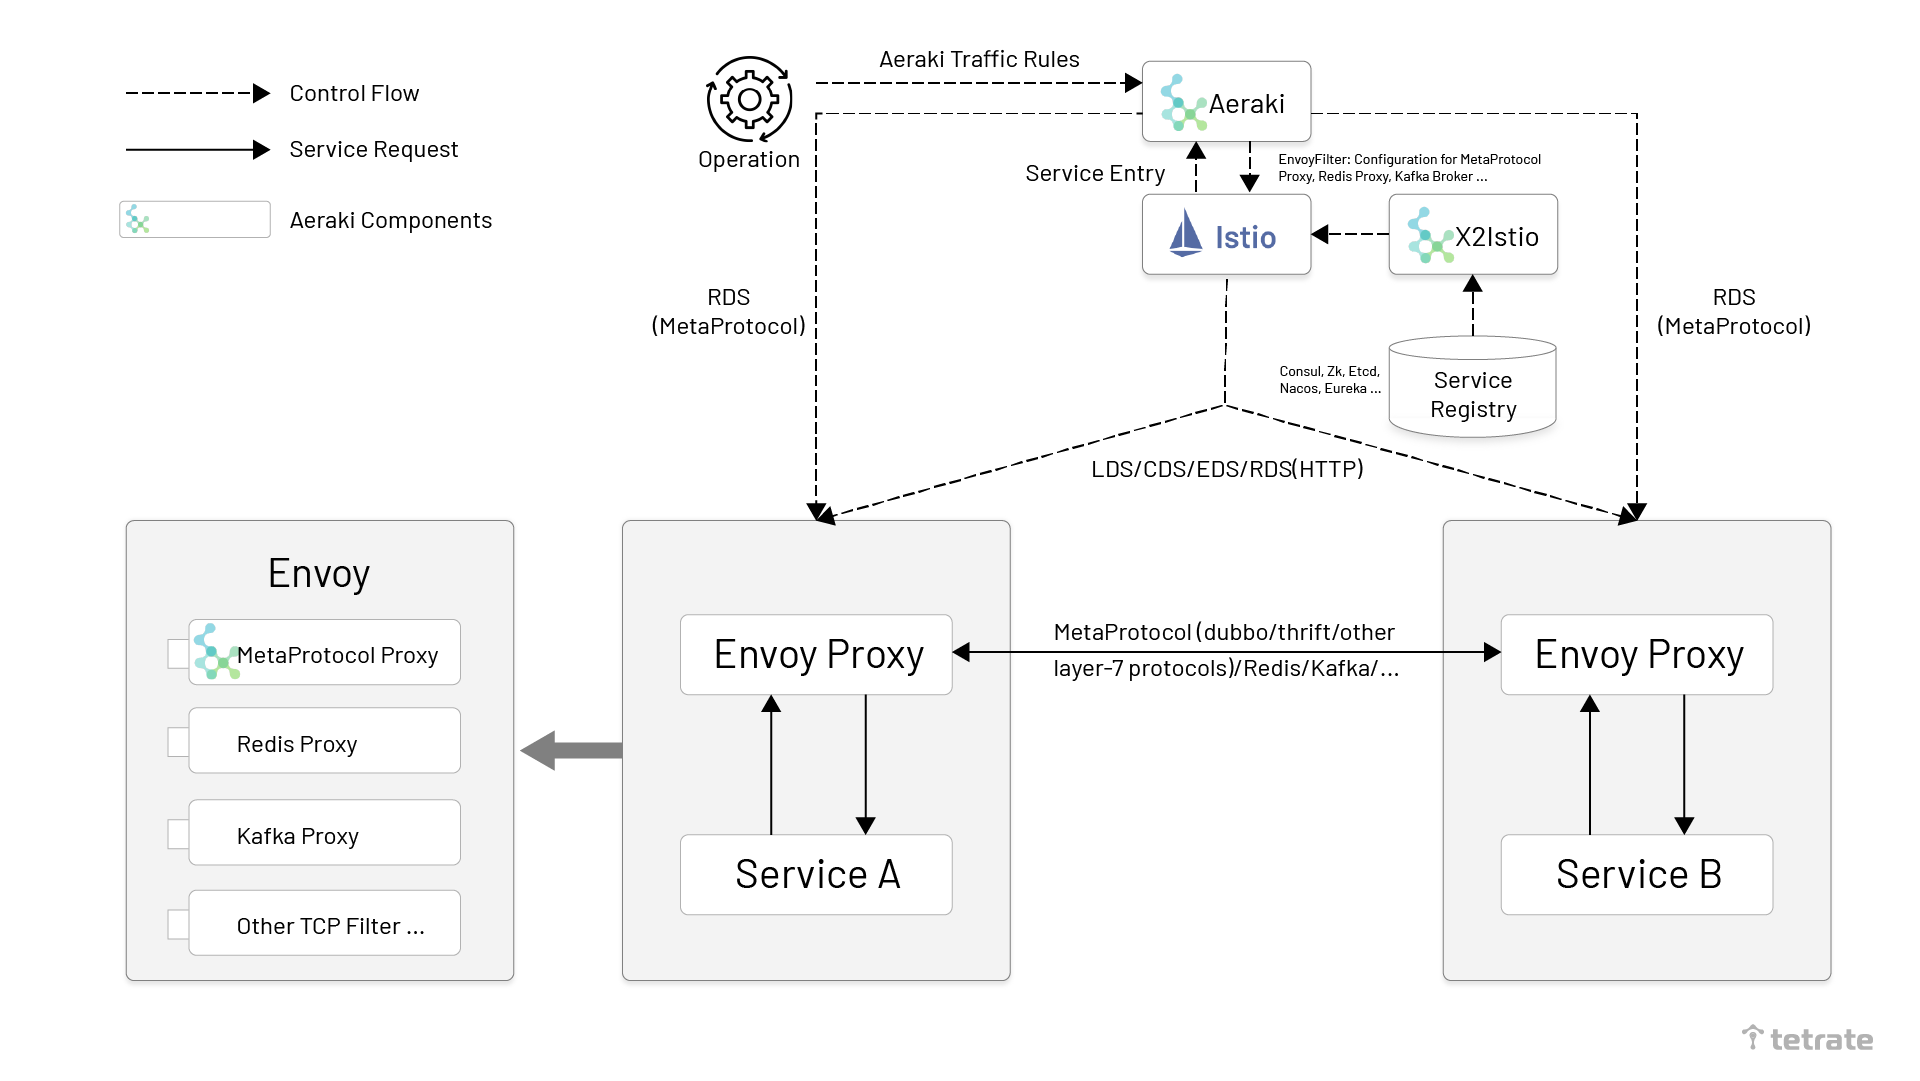 Control Flow
Service Request
Aeraki Components
Operation
Aeraki Traffic Rules
Aeraki
Service Entry
EnvoyFilter: Configuration for MetaProtocol
Proxy, Redis Proxy, Kafka Broker ...
Istio
X2Istio
RDS
(MetaProtocol)
RDS
(MetaProtocol)
Consul, Zk, Etcd,
Nacos, Eureka ...
Service
Registry
LDS/CDS/EDS/RDS(HTTP)
Envoy
MetaProtocol Proxy
Redis Proxy
Kafka Proxy
Other TCP Filter ...
Envoy Proxy
Service A
MetaProtocol (dubbo/thrift/other
layer-7 protocols)/Redis/Kafka/...
Envoy Proxy
Service B
tetrate